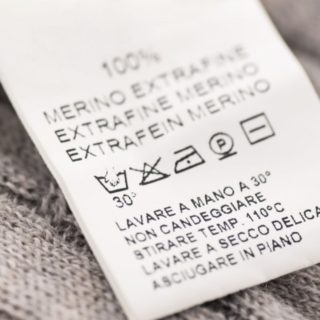 100%
MERINO EXTRAFINE
EXTRAFINE MERINO
EXTRAFEIN MERINO
30°
LAVARE A MANO A 30°
NON CANDEGGIARE
STIRARE TEMP. 110°C
LAVARE A SECCO DELICA
ASCIUGARE IN PIANO